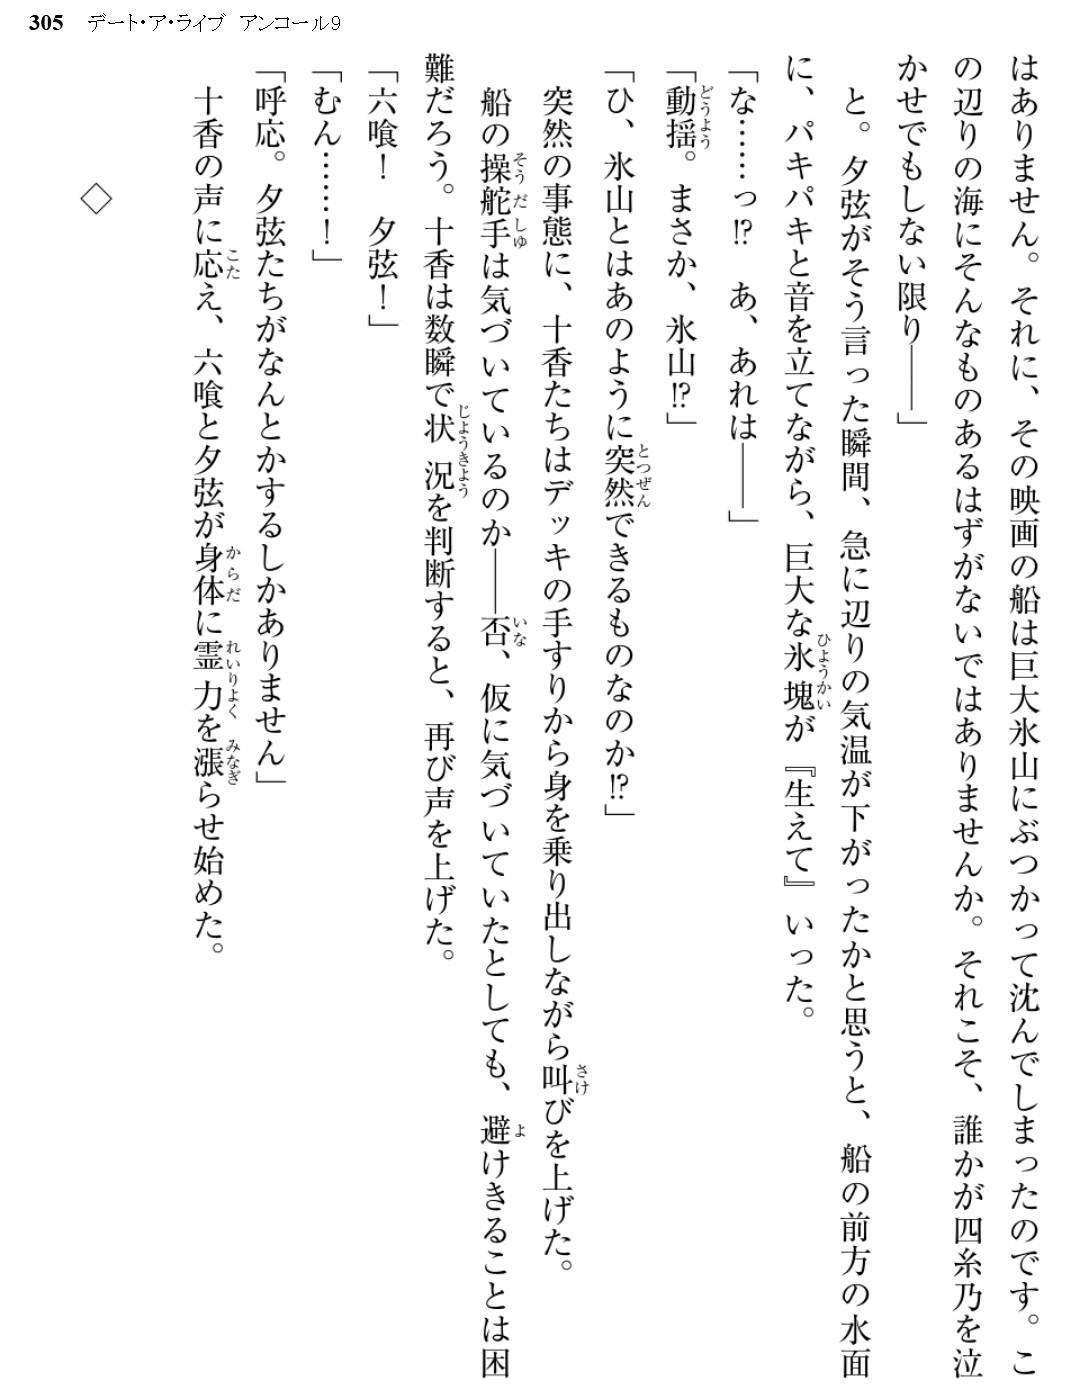 305 デート・ア・ライブ アンコール9
はありません。それに、その映画の船は巨大氷山にぶつかって沈んでしまったのです。こ
の辺りの海にそんなものあるはずがないではありませんか。それこそ、誰かが四糸乃を泣
かせでもしない限り――」
と。夕弦がそう言った瞬間、急に辺りの気温が下がったかと思うと、船の前方の水面
に、パキパキと音を立てながら、巨大な氷塊が『生えて』いった。
「な……っ!? あ、あれは――」
「動揺。まさか、氷山!?」
「ひ、氷山とはあのように突然できるものなのか!?」
突然の事態に、十香たちはデッキの手すりから身を乗り出しながら叫びを上げた。
船の操舵手は気づいているのか――否、仮に気づいていたとしても、避けきることは困
難だろう。十香は数瞬で状況を判断すると、再び声を上げた。
「六喰! 夕弦!」
「むん……!」
「呼応。夕弦たちがなんとかするしかありません」
十香の声に応え、六喰と夕弦が身体に霊力を漲らせ始めた。
◇